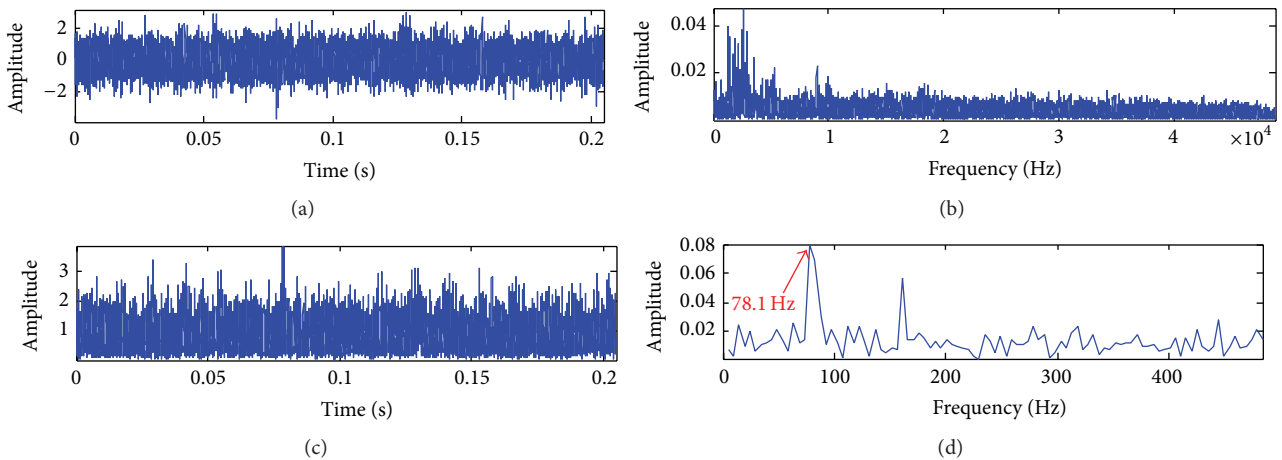 Amplitude
2
0
−2
0
0.05
0.1
0.15
0.2
Time (s)
(a)
Amplitude
0.04
0.02
0
1
2
3
4
×10⁴
Frequency (Hz)
(b)
Amplitude
3
2
1
0
0.05
0.1
0.15
0.2
Time (s)
(c)
Amplitude
0.08
0.06
0.04
0.02
78.1 Hz
0
100
200
300
400
Frequency (Hz)
(d)